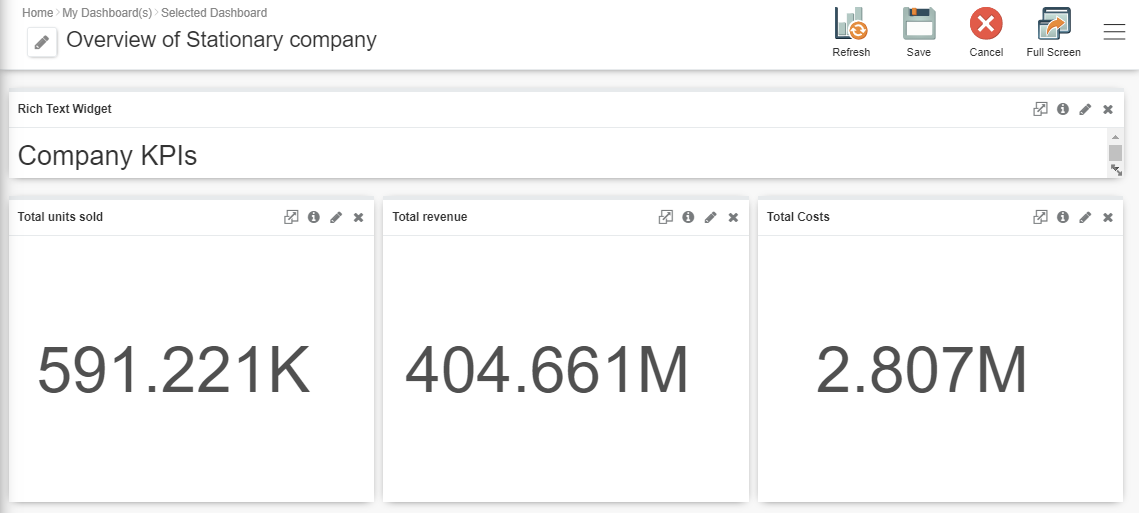 Home › My Dashboard(s) › Selected Dashboard
Overview of Stationary company
Refresh
Save
Cancel
Full Screen
Rich Text Widget
Company KPIs
Total units sold
Total revenue
Total Costs
591.221K
404.661M
2.807M